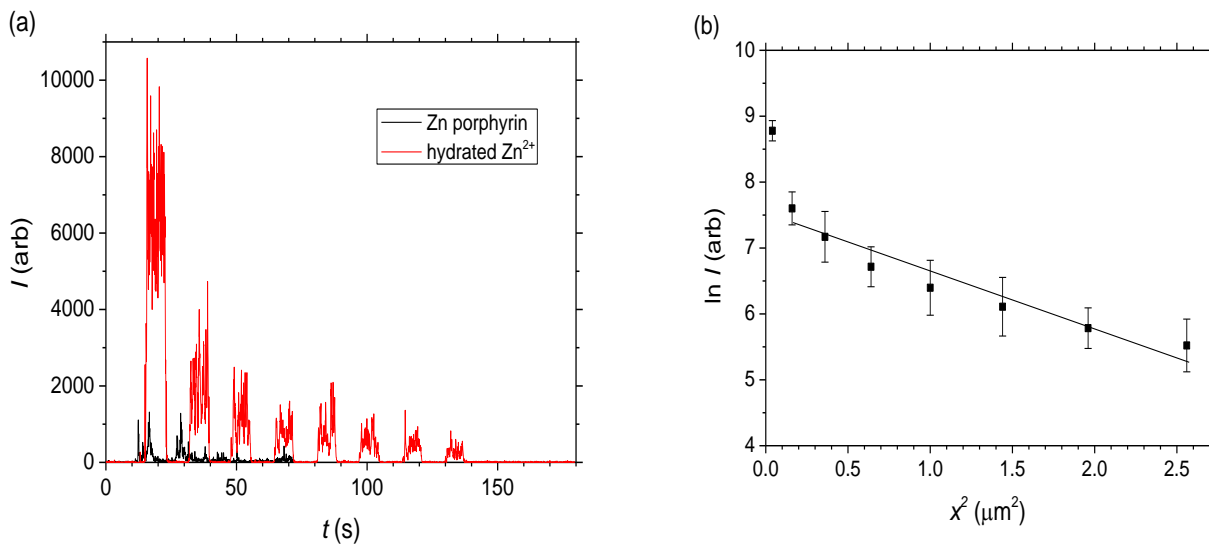 (a)
I (arb)
10000
8000
6000
4000
2000
0
0 50 100 150
t (s)
Zn porphyrin
hydrated Zn²⁺
(b)
ln I (arb)
10
9
8
7
6
5
4
0.0 0.5 1.0 1.5 2.0 2.5
x² (μm²)